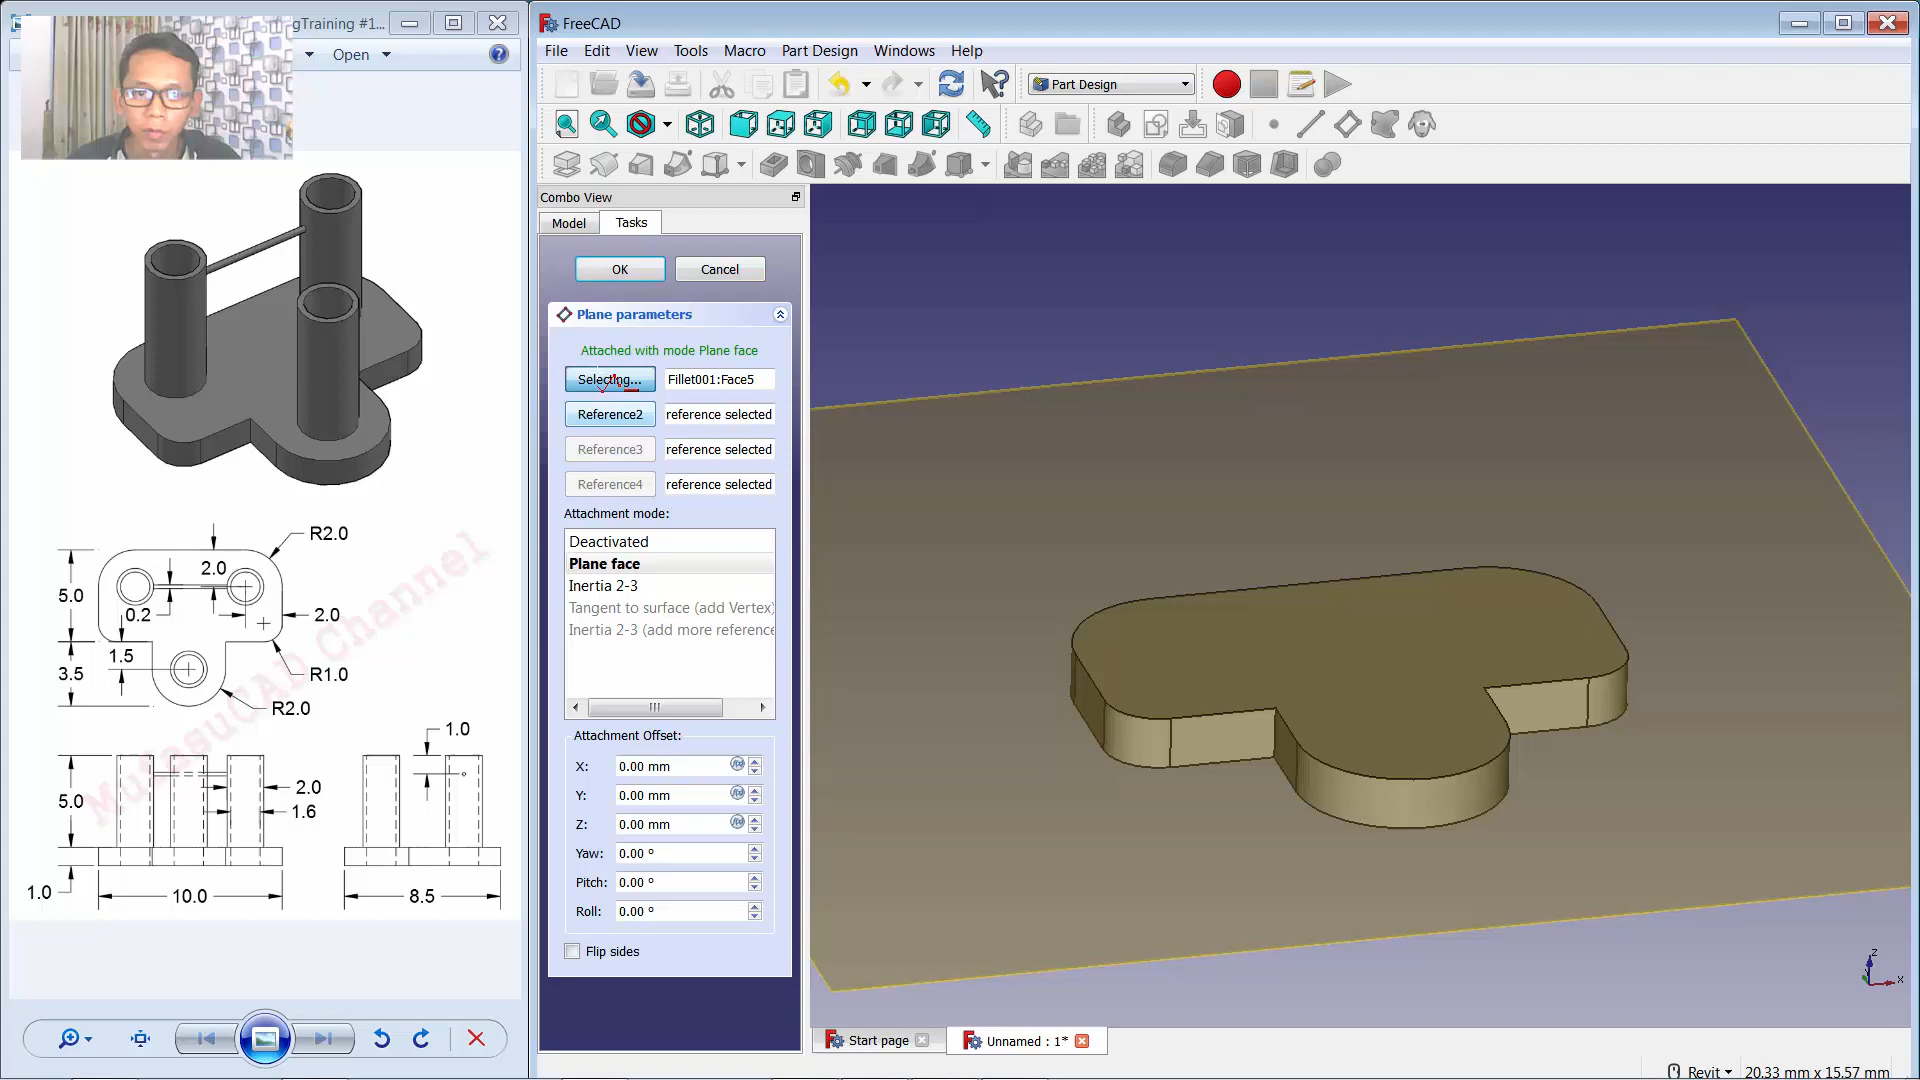 gTraining #1...
Open
R2.0
2.0
5.0
0.2
2.0
1.5
3.5
R1.0
R2.0
1.0
5.0
2.0
1.6
1.0
10.0
8.5
MufasuCAD Channel
FreeCAD
File Edit View Tools Macro Part Design Windows Help
Part Design
Combo View
Model Tasks
OK Cancel
Plane parameters
Attached with mode Plane face
Selecting... Fillet001:Face5
Reference2 reference selected
Reference3 reference selected
Reference4 reference selected
Attachment mode:
Deactivated
Plane face
Inertia 2-3
Tangent to surface (add Vertex)
Inertia 2-3 (add more reference
Attachment Offset:
X: 0.00 mm
Y: 0.00 mm
Z: 0.00 mm
Yaw: 0.00 °
Pitch: 0.00 °
Roll: 0.00 °
Flip sides
Z
X
Start page Unnamed : 1*
Revit 20.33 mm x 15.57 mm